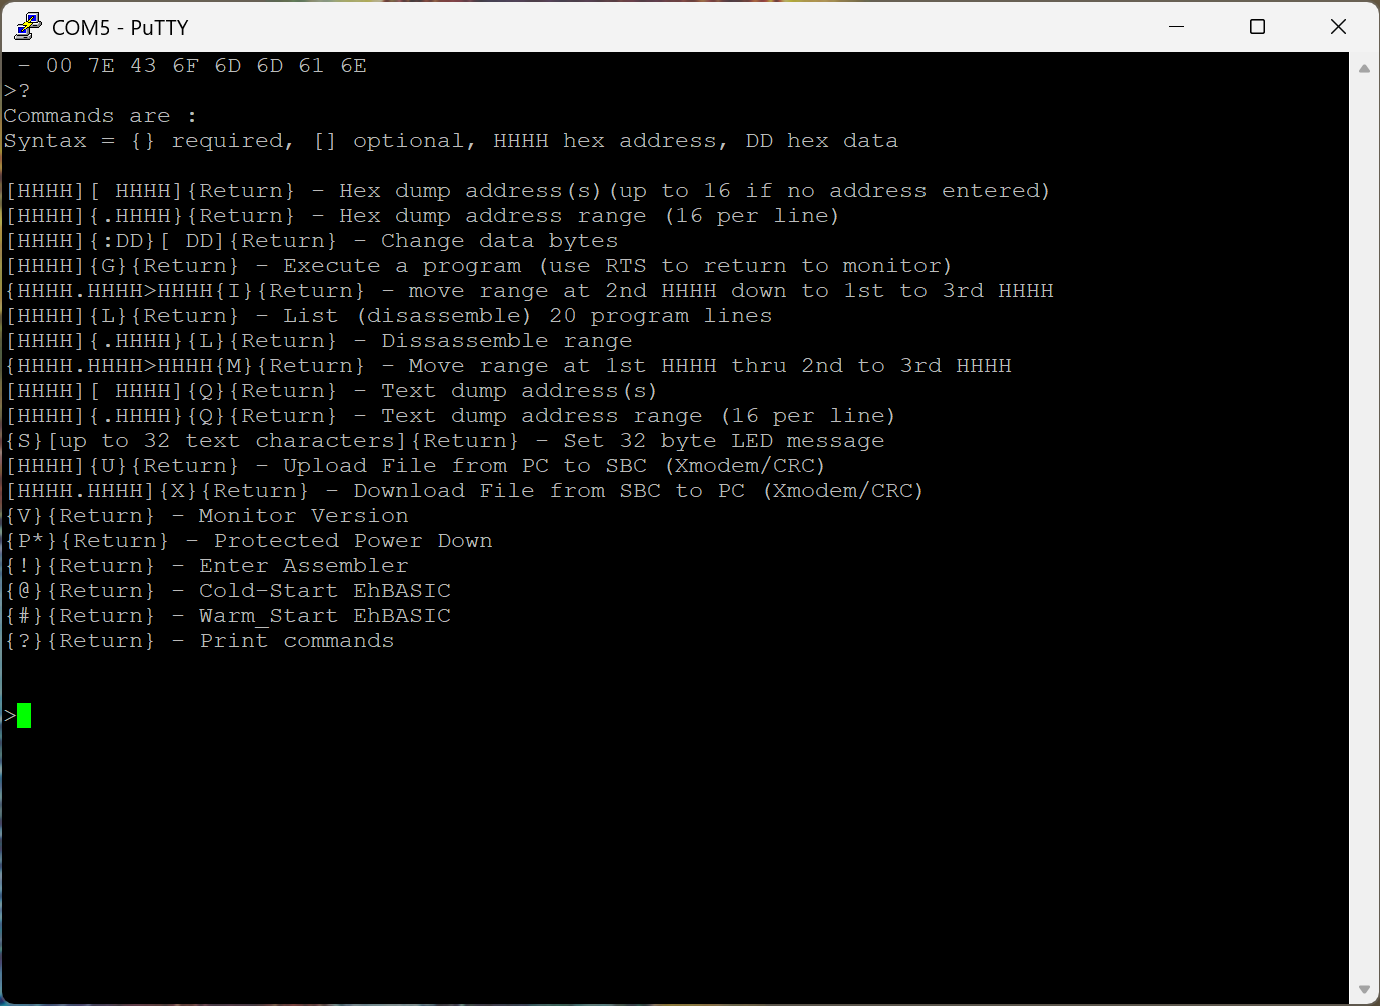 COM5 - PuTTY
- 00 7E 43 6F 6D 6D 61 6E
>?
Commands are :
Syntax = {} required, [] optional, HHHH hex address, DD hex data
[HHHH][ HHHH]{Return} - Hex dump address(s)(up to 16 if no address entered)
[HHHH]{.HHHH}{Return} - Hex dump address range (16 per line)
[HHHH]{:DD}[ DD]{Return} - Change data bytes
[HHHH]{G}{Return} - Execute a program (use RTS to return to monitor)
{HHHH.HHHH>HHHH{I}{Return} - move range at 2nd HHHH down to 1st to 3rd HHHH
[HHHH]{L}{Return} - List (disassemble) 20 program lines
[HHHH]{.HHHH}{L}{Return} - Dissassemble range
{HHHH.HHHH>HHHH{M}{Return} - Move range at 1st HHHH thru 2nd to 3rd HHHH
[HHHH][ HHHH]{Q}{Return} - Text dump address(s)
[HHHH]{.HHHH}{Q}{Return} - Text dump address range (16 per line)
{S}[up to 32 text characters]{Return} - Set 32 byte LED message
[HHHH]{U}{Return} - Upload File from PC to SBC (Xmodem/CRC)
[HHHH.HHHH]{X}{Return} - Download File from SBC to PC (Xmodem/CRC)
{V}{Return} - Monitor Version
{P*}{Return} - Protected Power Down
{!}{Return} - Enter Assembler
{@}{Return} - Cold-Start EhBASIC
{#}{Return} - Warm_Start EhBASIC
{?}{Return} - Print commands
>